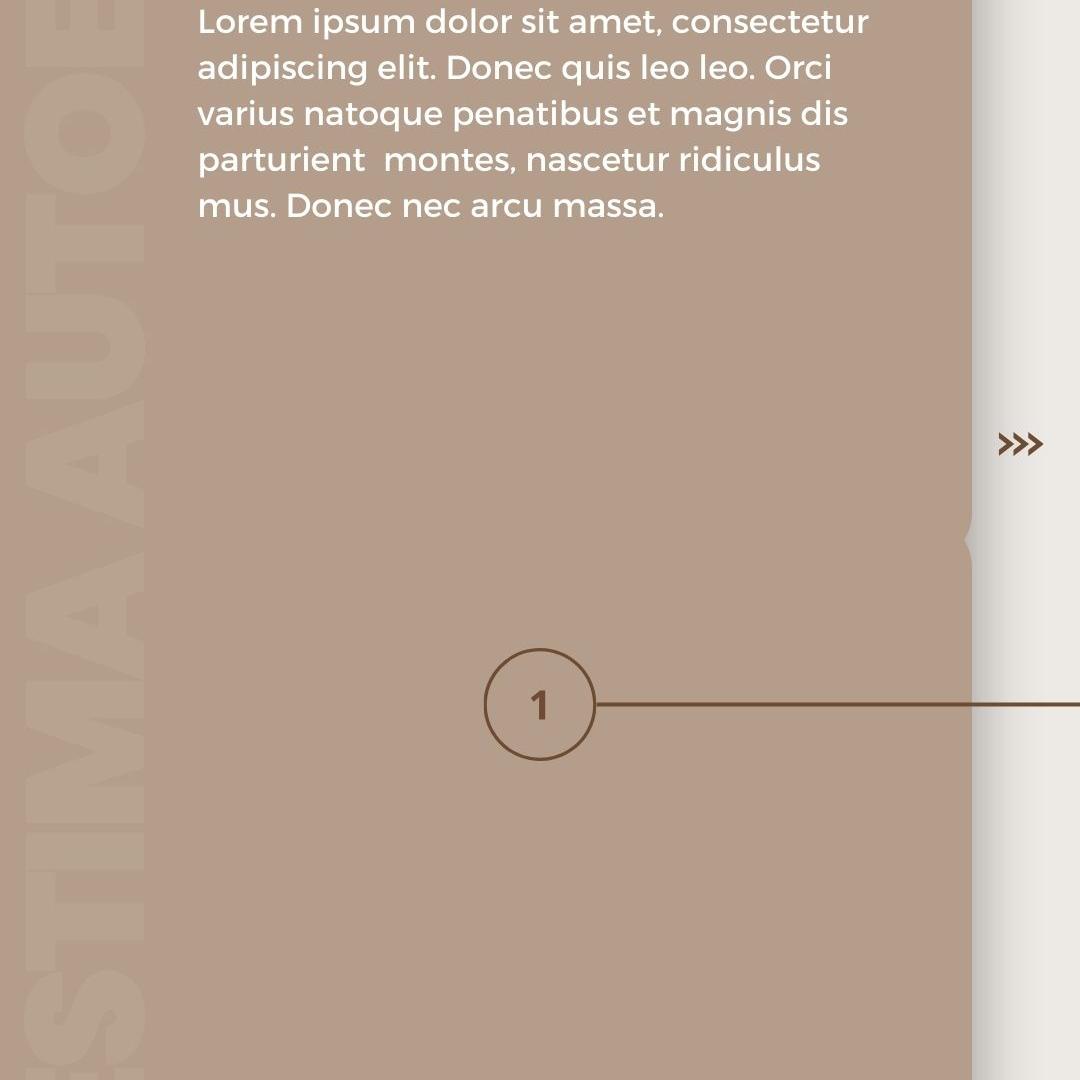 Lorem ipsum dolor sit amet, consectetur
adipiscing elit. Donec quis leo leo. Orci
varius natoque penatibus et magnis dis
parturient  montes, nascetur ridiculus
mus. Donec nec arcu massa.
1
ESTIMA AUTOE